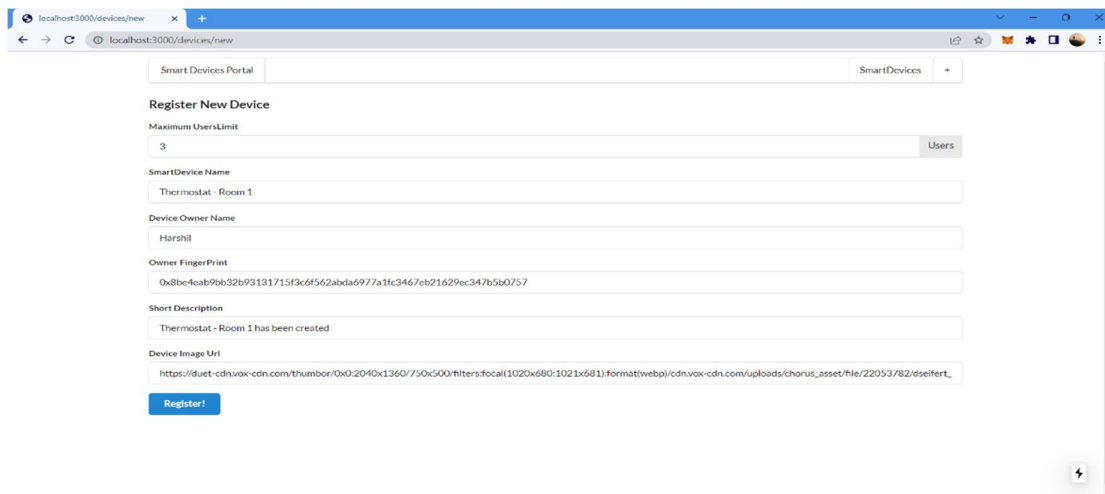 localhost:3000/devices/new
localhost:3000/devices/new
Smart Devices Portal SmartDevices +
Register New Device
Maximum UsersLimit
3 Users
SmartDevice Name
Thermostat - Room 1
Device Owner Name
Harshil
Owner FingerPrint
0x8be4eab9bb32b93131715f3c6f562abda6977a1fc3467eb21629ec347b5b0757
Short Description
Thermostat - Room 1 has been created
Device Image Url
https://duet-cdn.vox-cdn.com/thumbor/0x0:2040x1360/750x500/filters:focal(1020x680:1021x681):format(webp)/cdn.vox-cdn.com/uploads/chorus_asset/file/22053782/dseifert_
Register!